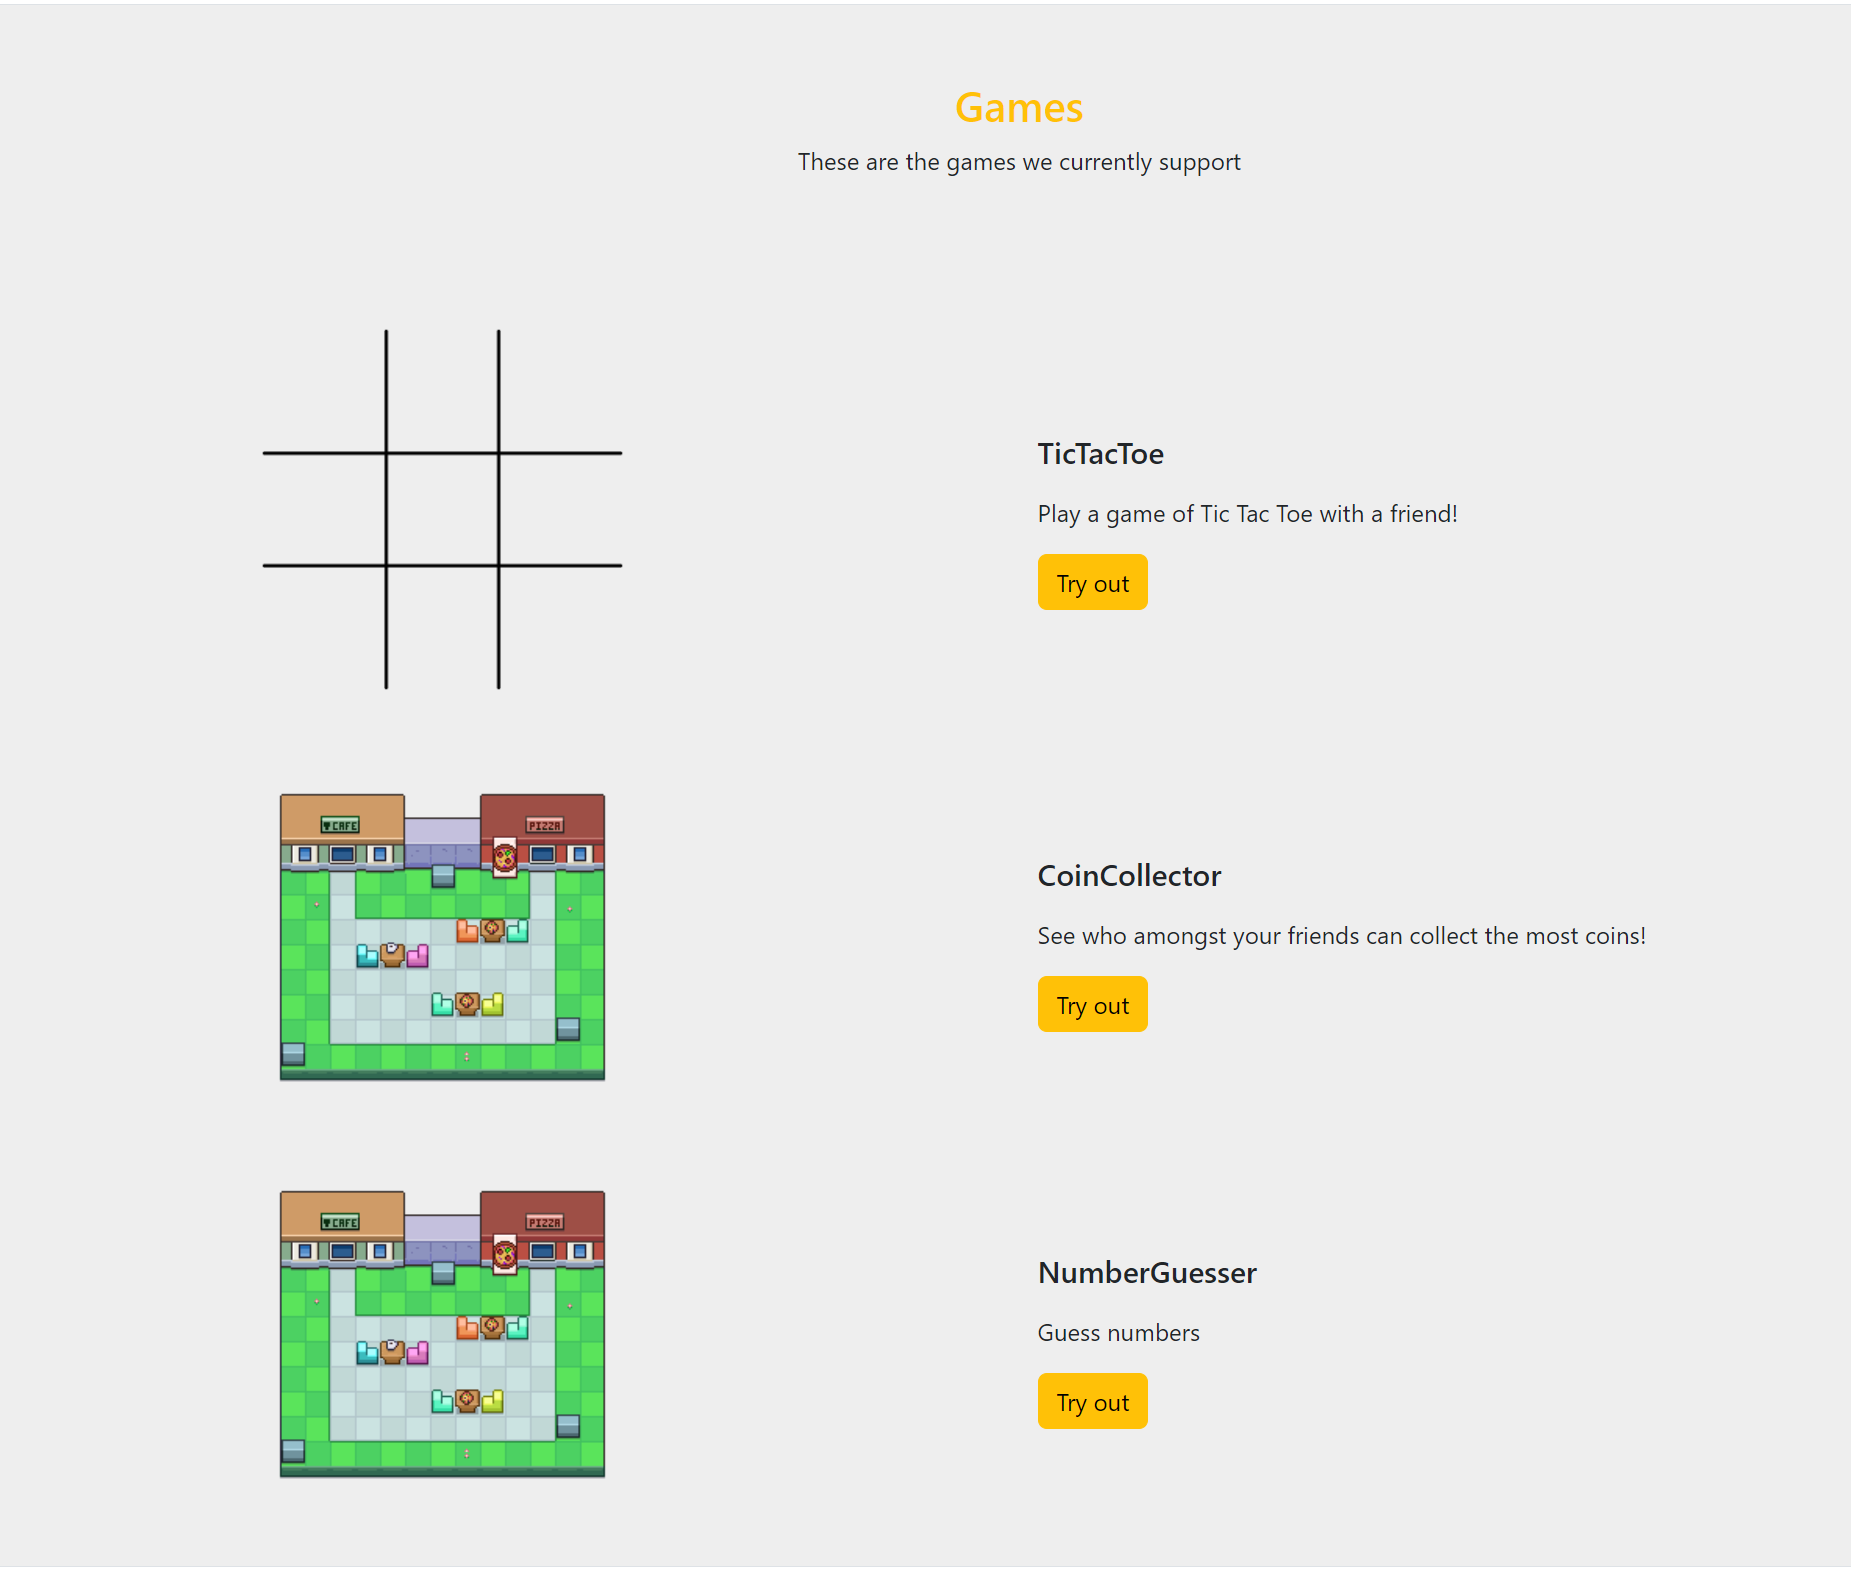 Games
These are the games we currently support
TicTacToe
Play a game of Tic Tac Toe with a friend!
Try out
CAFE
PIZZA
CoinCollector
See who amongst your friends can collect the most coins!
Try out
CAFE
PIZZA
NumberGuesser
Guess numbers
Try out